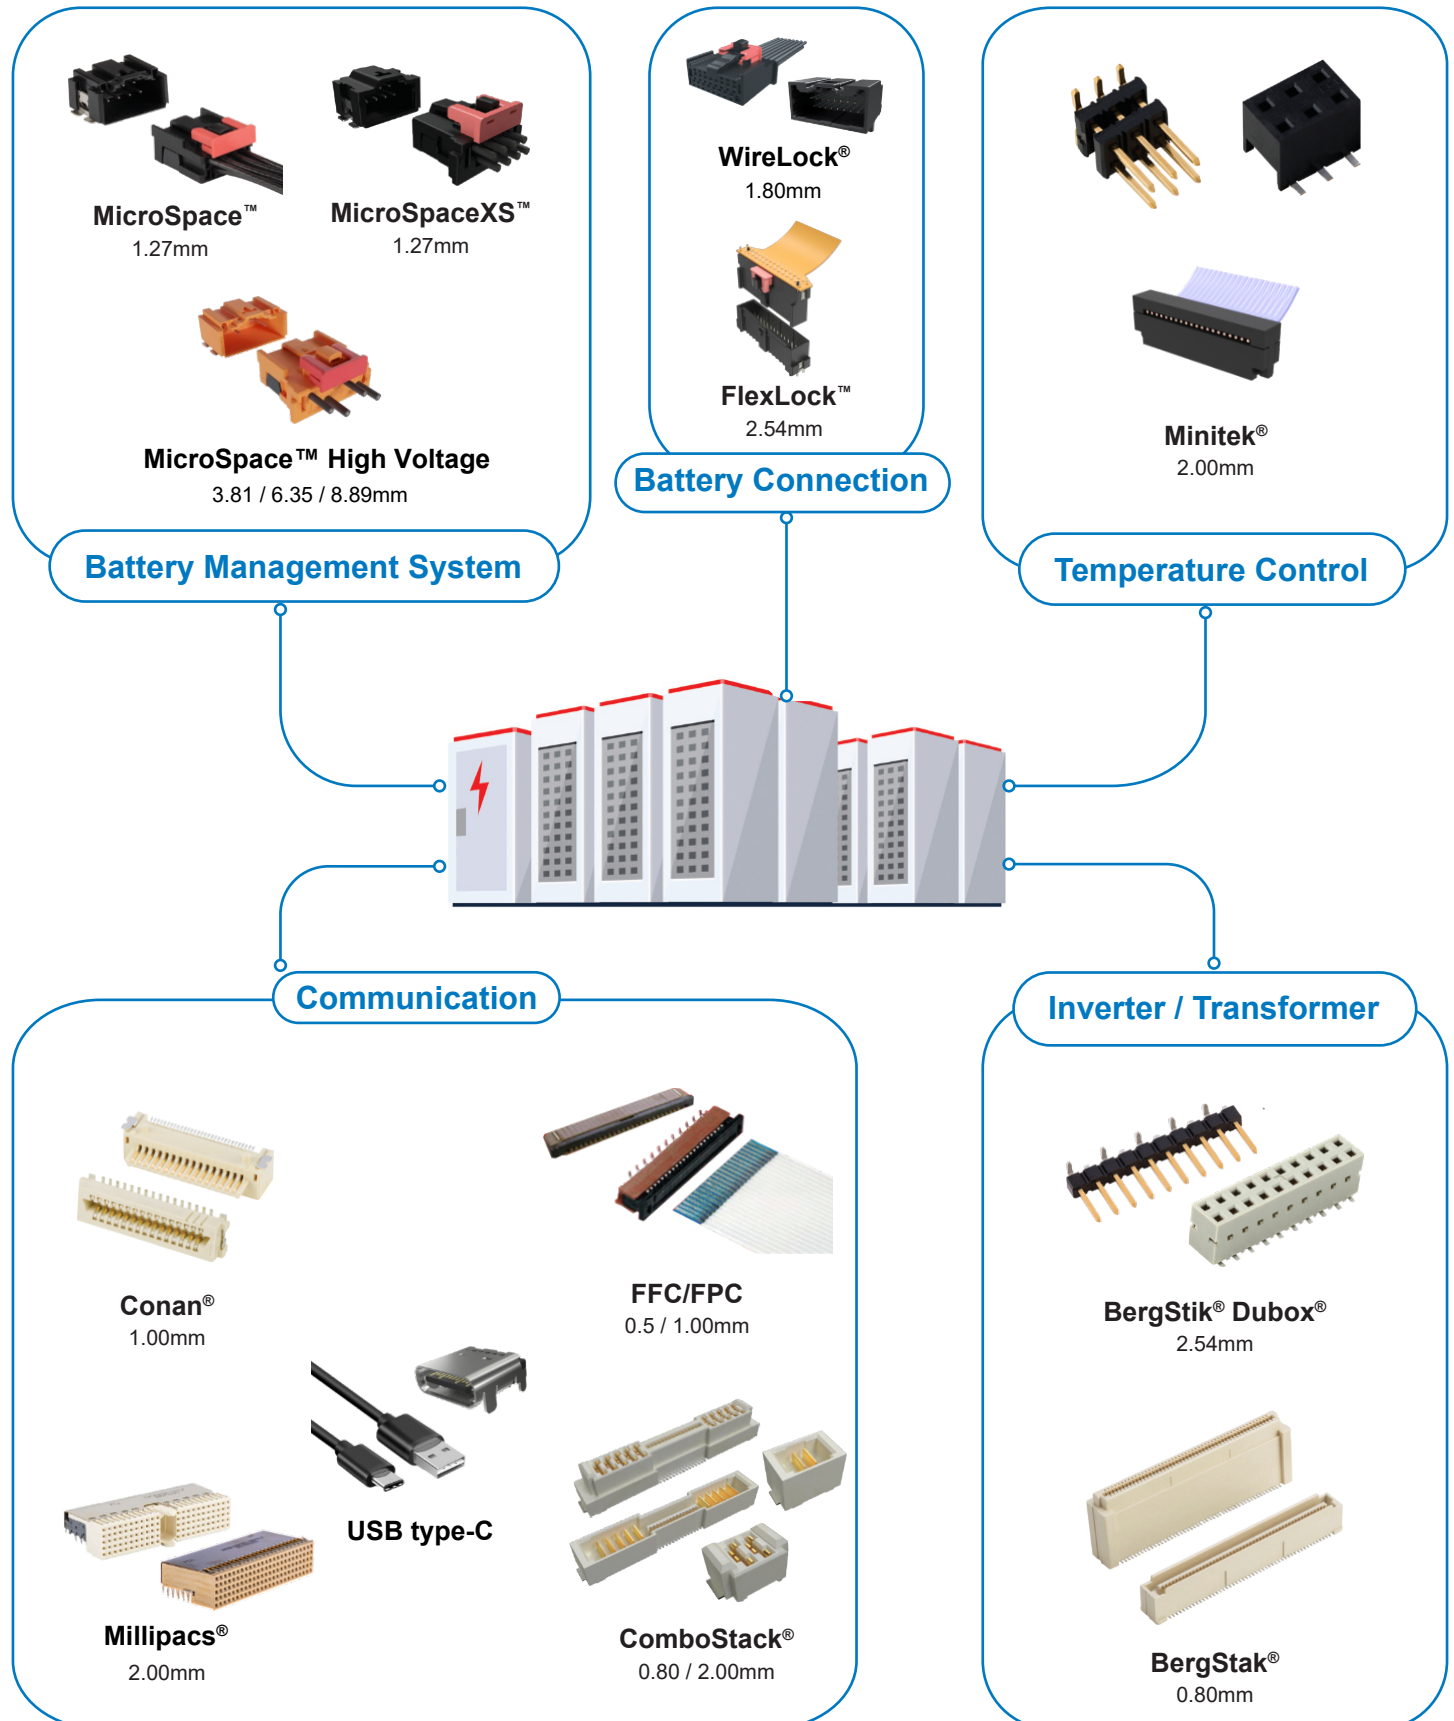 MicroSpace™
1.27mm
MicroSpaceXS™
1.27mm
MicroSpace™ High Voltage
3.81 / 6.35 / 8.89mm
Battery Management System
WireLock®
1.80mm
FlexLock™
2.54mm
Battery Connection
Minitek®
2.00mm
Temperature Control
Communication
Conan®
1.00mm
FFC/FPC
0.5 / 1.00mm
USB type-C
Millipacs®
2.00mm
ComboStack®
0.80 / 2.00mm
Inverter / Transformer
BergStik® Dubox®
2.54mm
BergStak®
0.80mm